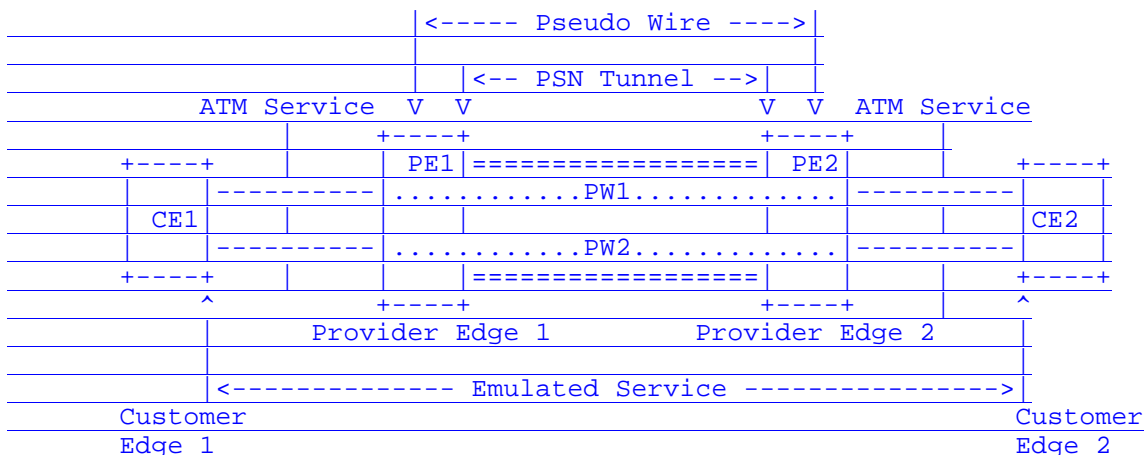 |<----- Pseudo Wire ---->|
|<-- PSN Tunnel -->|
ATM Service V V V V ATM Service
+----+ +----+
+----+ | | PE1|==================| PE2| | +----+
| |----------|............PW1.............|----------| |
| CE1| | | | | | | |CE2 |
| |----------|............PW2.............|----------| |
+----+ | | |==================| | | +----+
^ +----+ +----+ | ^
| Provider Edge 1 Provider Edge 2 |
|<-------------- Emulated Service ---------------->|
Customer Customer
Edge 1 Edge 2